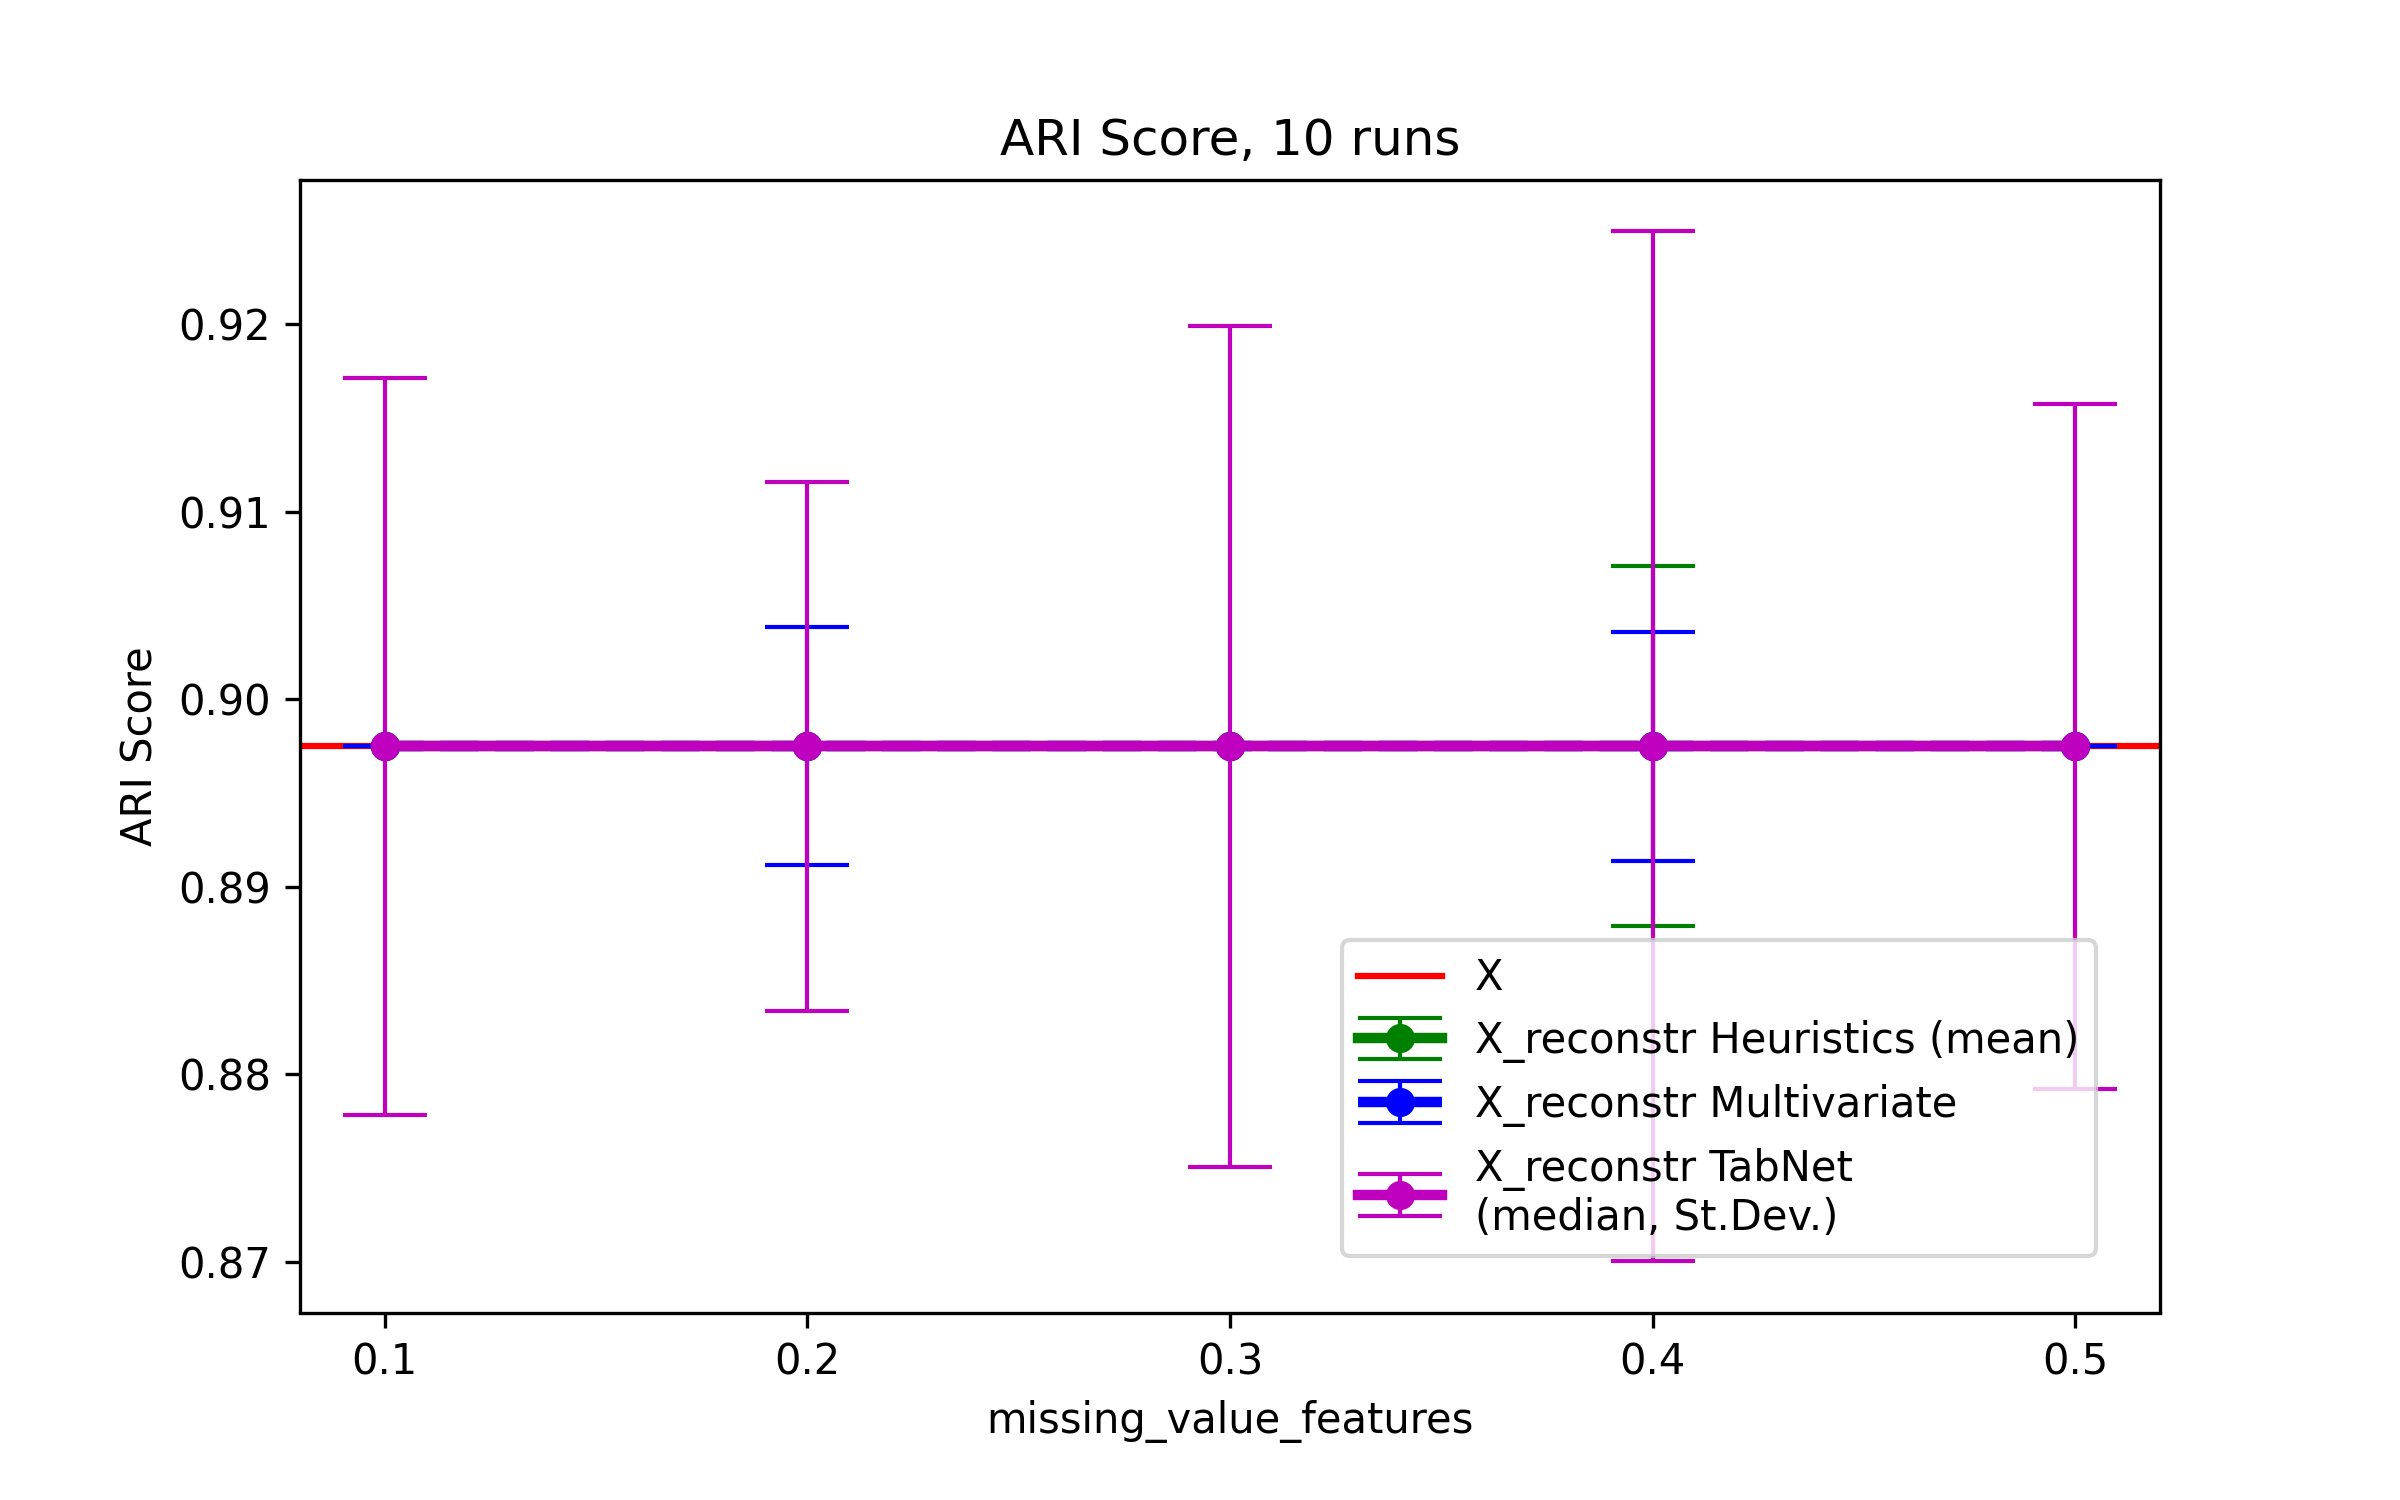 ARI Score, 10 runs
ARI Score
0.92
0.91
0.90
0.89
0.88
0.87
X
X_reconstr Heuristics (mean)
X_reconstr Multivariate
X_reconstr TabNet
(median, St.Dev.)
0.1 0.2 0.3 0.4 0.5
missing_value_features